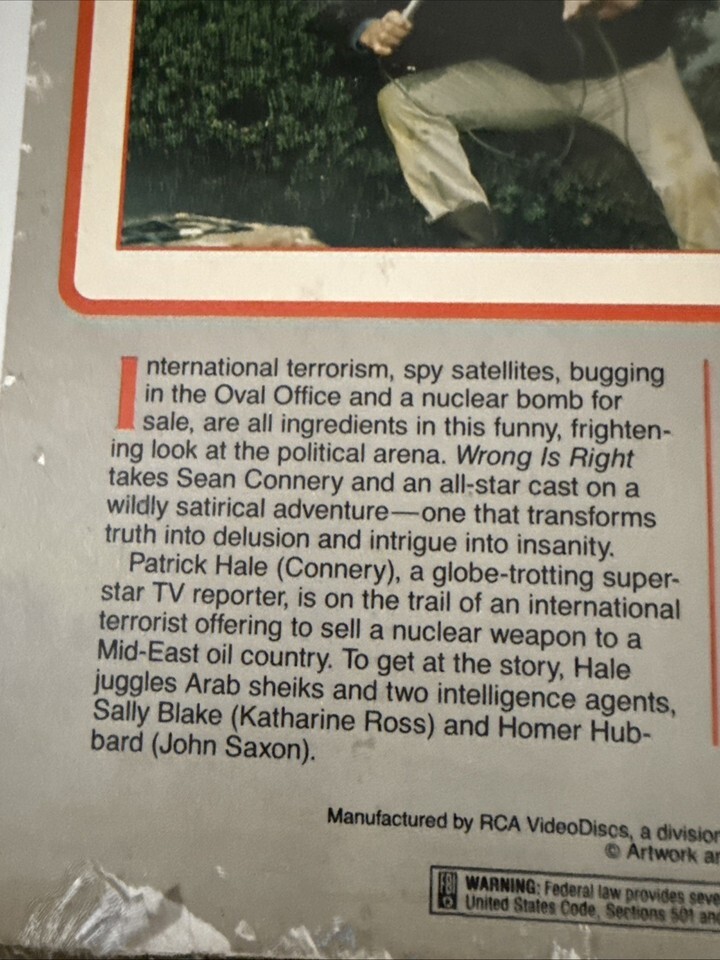 International terrorism, spy satellites, bugging
in the Oval Office and a nuclear bomb for
sale, are all ingredients in this funny, frighten-
ing look at the political arena. Wrong Is Right
takes Sean Connery and an all-star cast on a
wildly satirical adventure—one that transforms
truth into delusion and intrigue into insanity.
Patrick Hale (Connery), a globe-trotting super-
star TV reporter, is on the trail of an international
terrorist offering to sell a nuclear weapon to a
Mid-East oil country. To get at the story, Hale
juggles Arab sheiks and two intelligence agents,
Sally Blake (Katharine Ross) and Homer Hub-
bard (John Saxon).
Manufactured by RCA VideoDiscs, a division
© Artwork
FBI WARNING: Federal law provides
United States Code, Sections 501 and